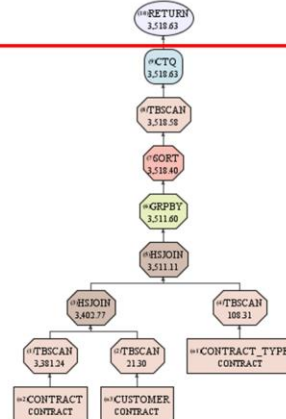 (10)RETURN
3,518.63
(9)CTQ
3,518.63
(8)TBSCAN
3,518.58
(7)SORT
3,518.40
(6)GRPBY
3,511.60
(5)HSJOIN
3,511.11
(3)HSJOIN
3,402.77
(4)TBSCAN
108.31
(1)TBSCAN
3,381.24
(2)TBSCAN
21.30
CONTRACT_TYPE
CONTRACT
CONTRACT
CONTRACT
CUSTOMER
CONTRACT